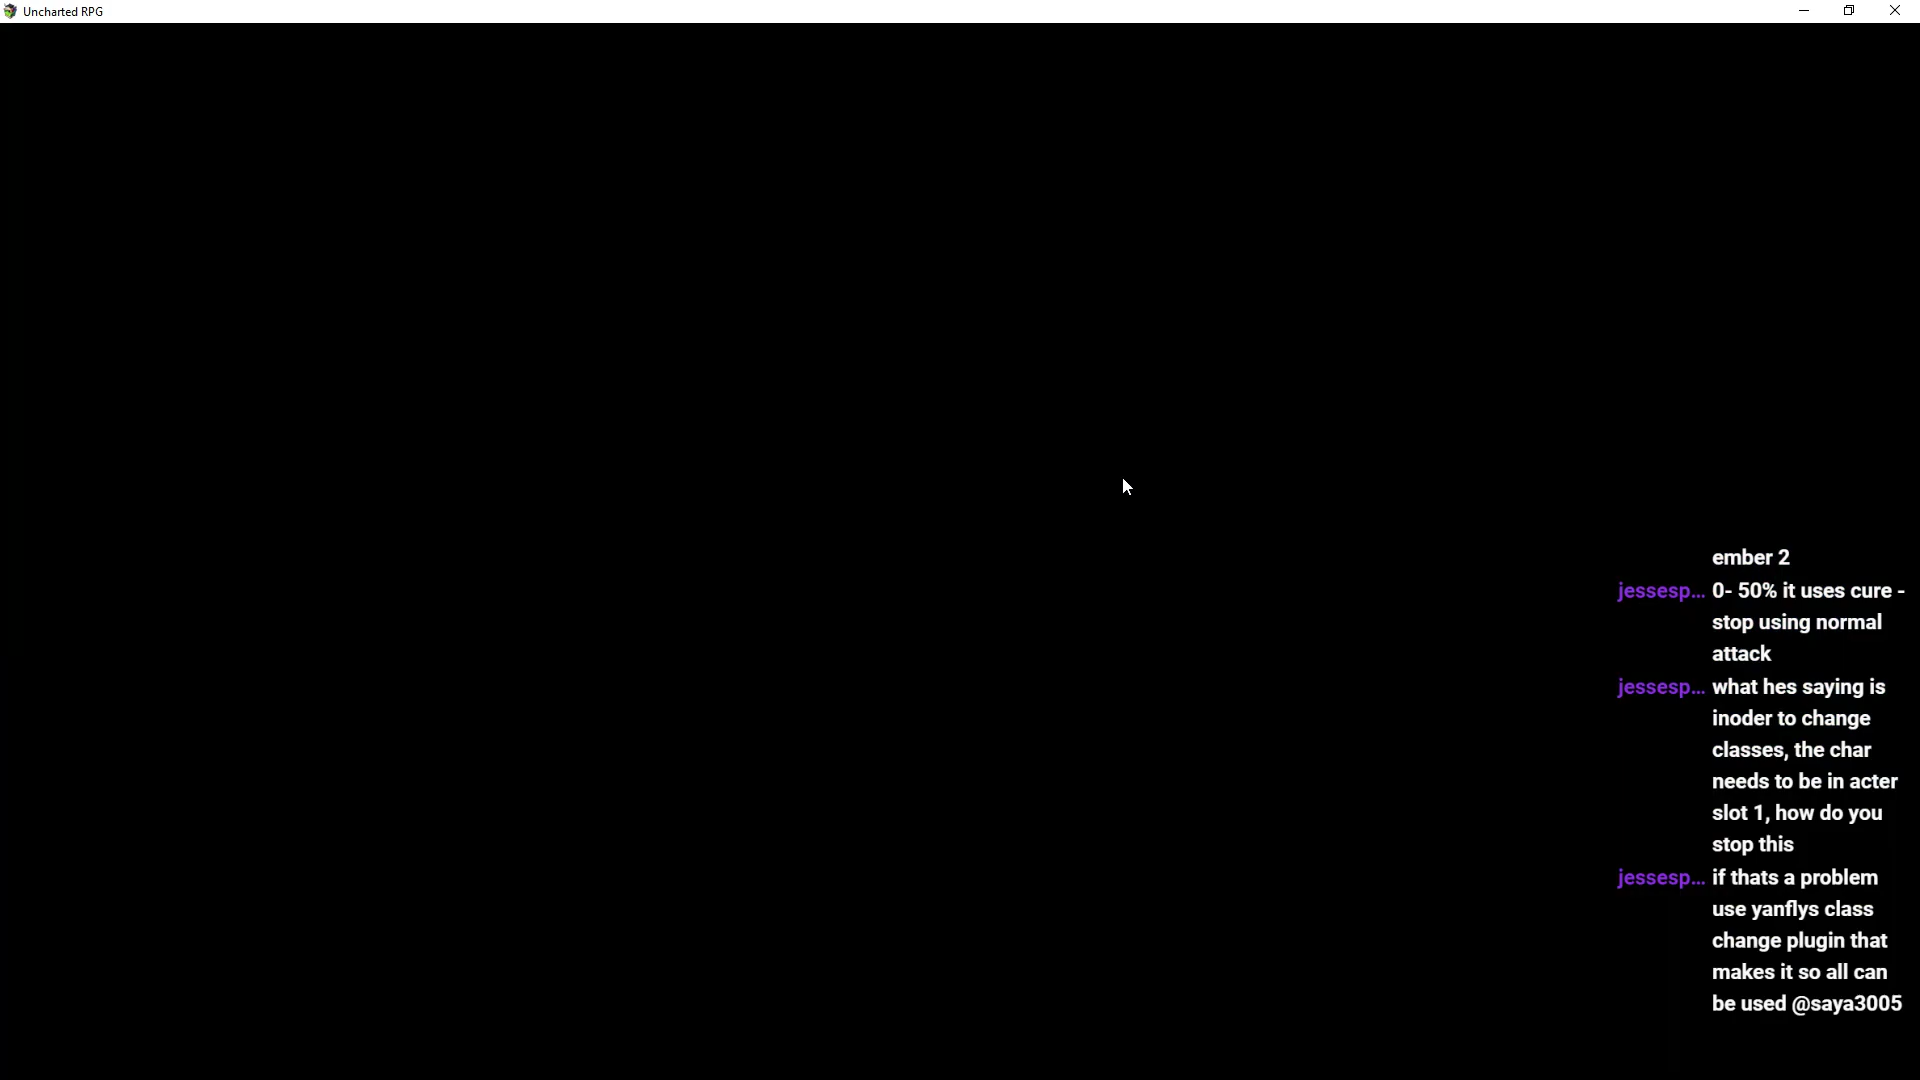 Uncharted RPG
ember 2
jessesp... 0- 50% it uses cure -
stop using normal
attack
jessesp... what hes saying is
inoder to change
classes, the char
needs to be in acter
slot 1, how do you
stop this
jessesp... if thats a problem
use yanflys class
change plugin that
makes it so all can
be used @saya3005